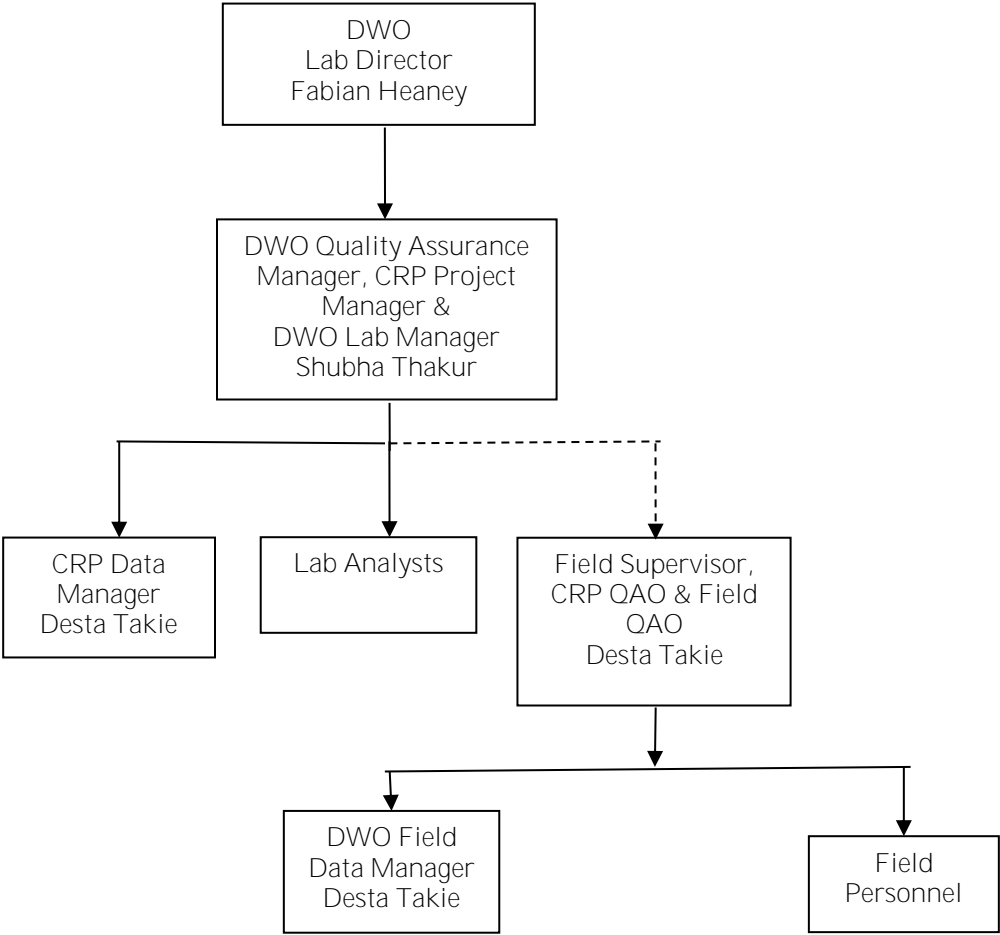 DWO
Lab Director
Fabian Heaney
DWO Quality Assurance
Manager, CRP Project
Manager &
DWO Lab Manager
Shubha Thakur
CRP Data
Manager
Desta Takie
Lab Analysts
Field Supervisor,
CRP QAO & Field
QAO
Desta Takie
DWO Field
Data Manager
Desta Takie
Field
Personnel